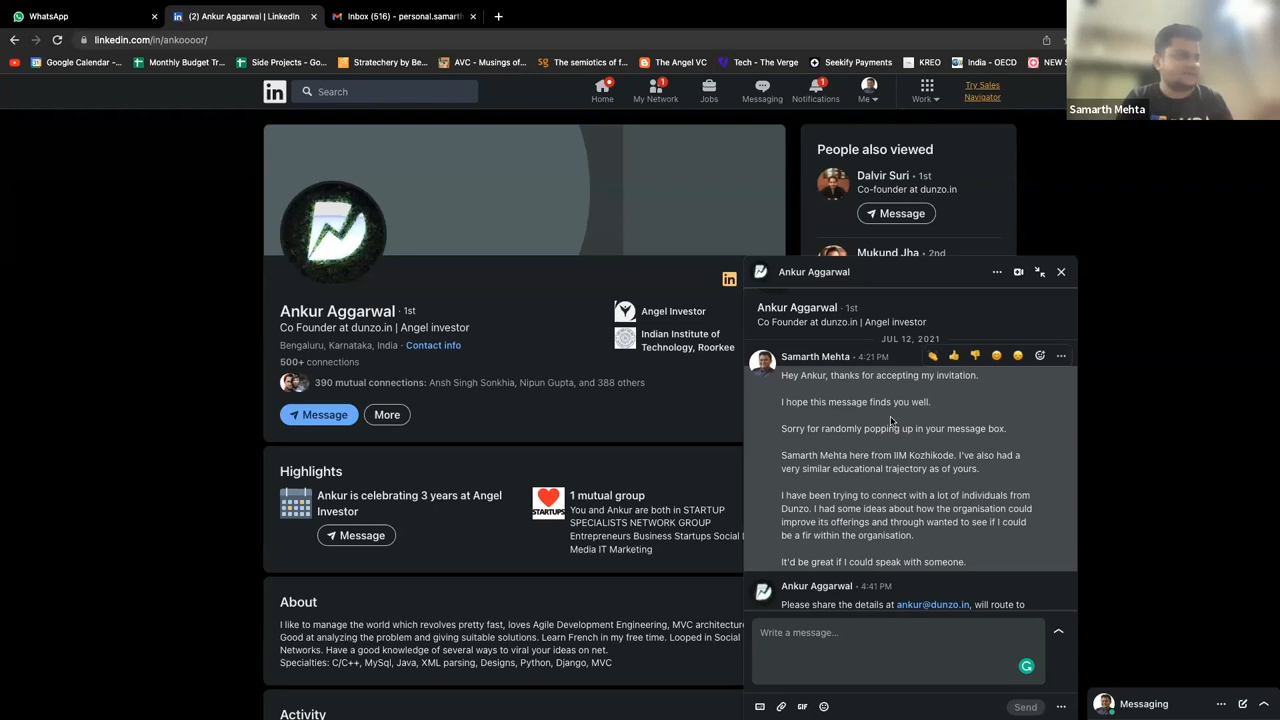 WhatsApp
(2) Ankur Aggarwal | LinkedIn
Inbox (516) - personal.samarth
linkedin.com/in/ankoooor/
Google Calendar -...
Monthly Budget Tr...
Side Projects - Go...
Stratechery by Be...
AVC - Musings of...
The semiotics of f...
The Angel VC
Tech - The Verge
Seekify Payments
KREO
India - OECD
NEW S
Samarth Mehta
Search
Home
1
My Network
Jobs
Messaging
1
Notifications
Me
Work
Try Sales
Navigator
People also viewed
Dalvir Suri • 1st
Co-founder at dunzo.in
Message
Mukund Jha • 2nd
Ankur Aggarwal · 1st
Co Founder at dunzo.in | Angel investor
Bengaluru, Karnataka, India · Contact info
500+ connections
390 mutual connections: Ansh Singh Sonkhia, Nipun Gupta, and 388 others
Message
More
Angel Investor
Indian Institute of
Technology, Roorkee
Highlights
Ankur is celebrating 3 years at Angel
Investor
Message
STARTUPS
1 mutual group
You and Ankur are both in STARTUP
SPECIALISTS NETWORK GROUP
Entrepreneurs Business Startups Social
Media IT Marketing
About
I like to manage the world which revolves pretty fast, loves Agile Development Engineering, MVC architecture
Good at analyzing the problem and giving suitable solutions. Learn French in my free time. Looped in Social
Networks. Have a good knowledge of several ways to viral your ideas on net.
Specialties: C/C++, MySql, Java, XML parsing, Designs, Python, Django, MVC
Activity
Ankur Aggarwal
Ankur Aggarwal · 1st
Co Founder at dunzo.in | Angel investor
JUL 12, 2021
Samarth Mehta • 4:21 PM
Hey Ankur, thanks for accepting my invitation.
I hope this message finds you well.
Sorry for randomly popping up in your message box.
Samarth Mehta here from IIM Kozhikode. I've also had a
very similar educational trajectory as of yours.
I have been trying to connect with a lot of individuals from
Dunzo. I had some ideas about how the organisation could
improve its offerings and through wanted to see if I could
be a fir within the organisation.
It'd be great if I could speak with someone.
Ankur Aggarwal • 4:41 PM
Please share the details at ankur@dunzo.in, will route to
Write a message...
GIF
Send
Messaging